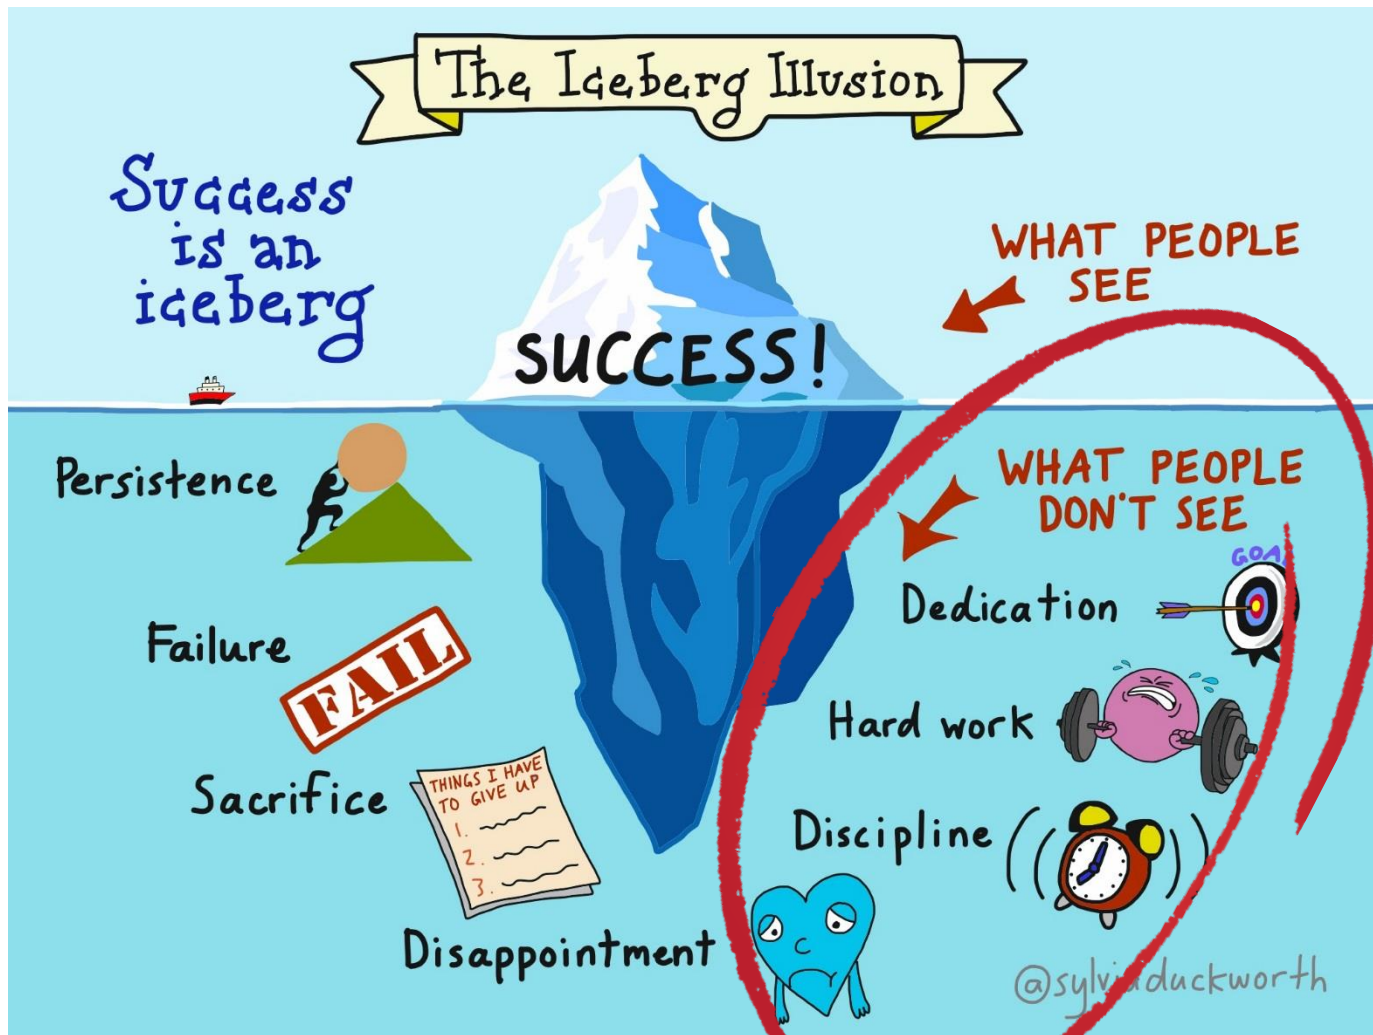 The Iceberg Illusion
Success
is an
iceberg
WHAT PEOPLE
SEE
SUCCESS!
WHAT PEOPLE
DON'T SEE
Persistence
GOAL
Dedication
Failure
FAIL
Hard work
Sacrifice
THINGS I HAVE
TO GIVE UP
1.
2.
3.
Discipline
Disappointment
@sylviaduckworth